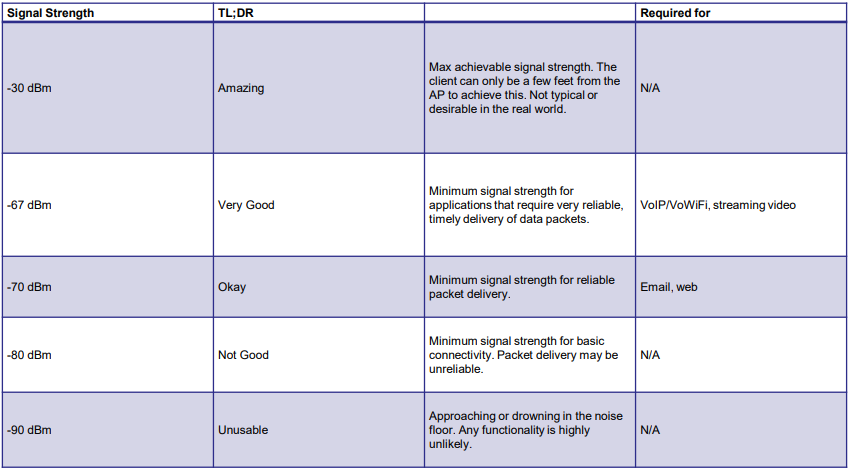 Signal Strength TL;DR Required for
-30 dBm Amazing Max achievable signal strength. The
client can only be a few feet from the
AP to achieve this. Not typical or
desirable in the real world. N/A
-67 dBm Very Good Minimum signal strength for
applications that require very reliable,
timely delivery of data packets. VoIP/VoWiFi, streaming video
-70 dBm Okay Minimum signal strength for reliable
packet delivery. Email, web
-80 dBm Not Good Minimum signal strength for basic
connectivity. Packet delivery may be
unreliable. N/A
-90 dBm Unusable Approaching or drowning in the noise
floor. Any functionality is highly
unlikely. N/A